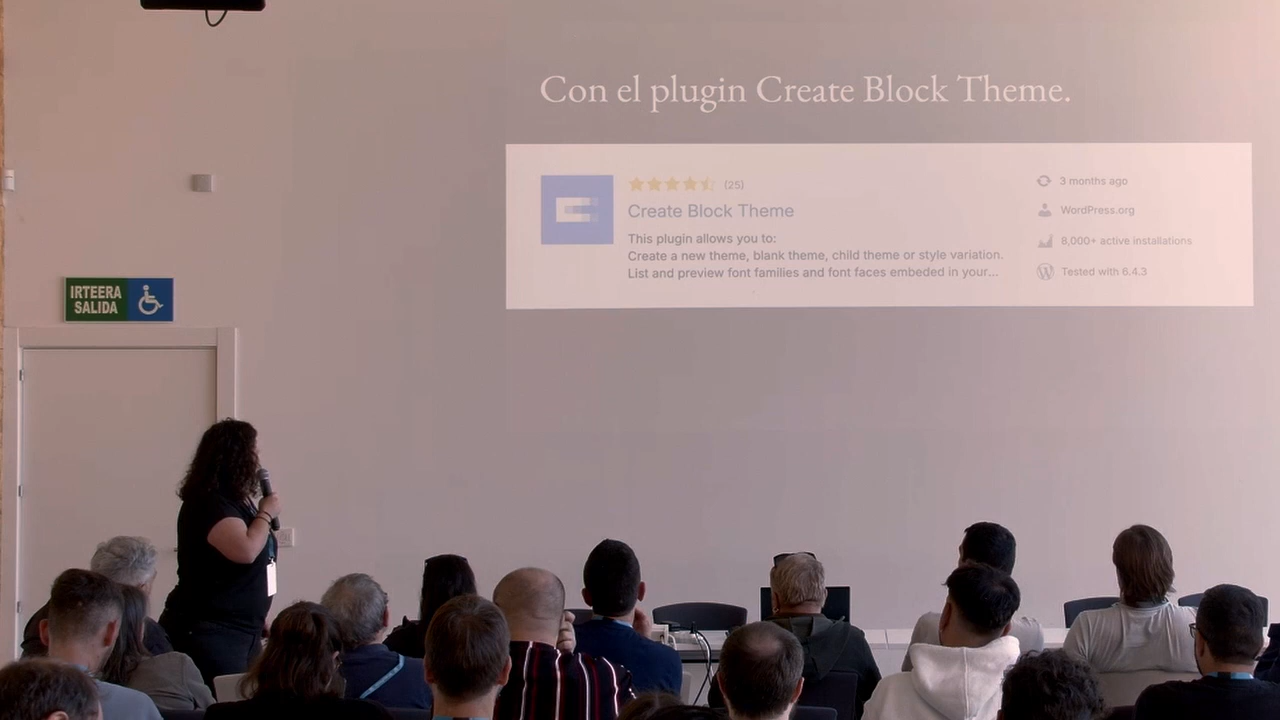 Con el plugin Create Block Theme.
(25)
Create Block Theme
This plugin allows you to:
Create a new theme, blank theme, child theme or style variation.
List and preview font families and font faces embeded in your...
3 months ago
WordPress.org
8,000+ active installations
Tested with 6.4.3
IRTEERA
SALIDA